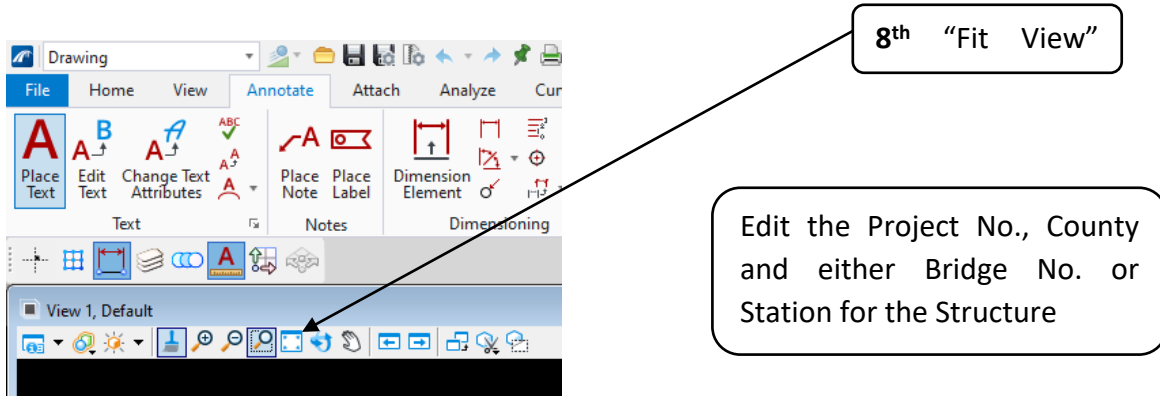 8th “Fit View”
Drawing
File Home View Annotate Attach Analyze Cur
Place Text
Edit Text
Change Text Attributes
ABC
Place Note
Place Label
Dimension Element
Text Notes Dimensioning
View 1, Default
Edit the Project No., County
and either Bridge No. or
Station for the Structure